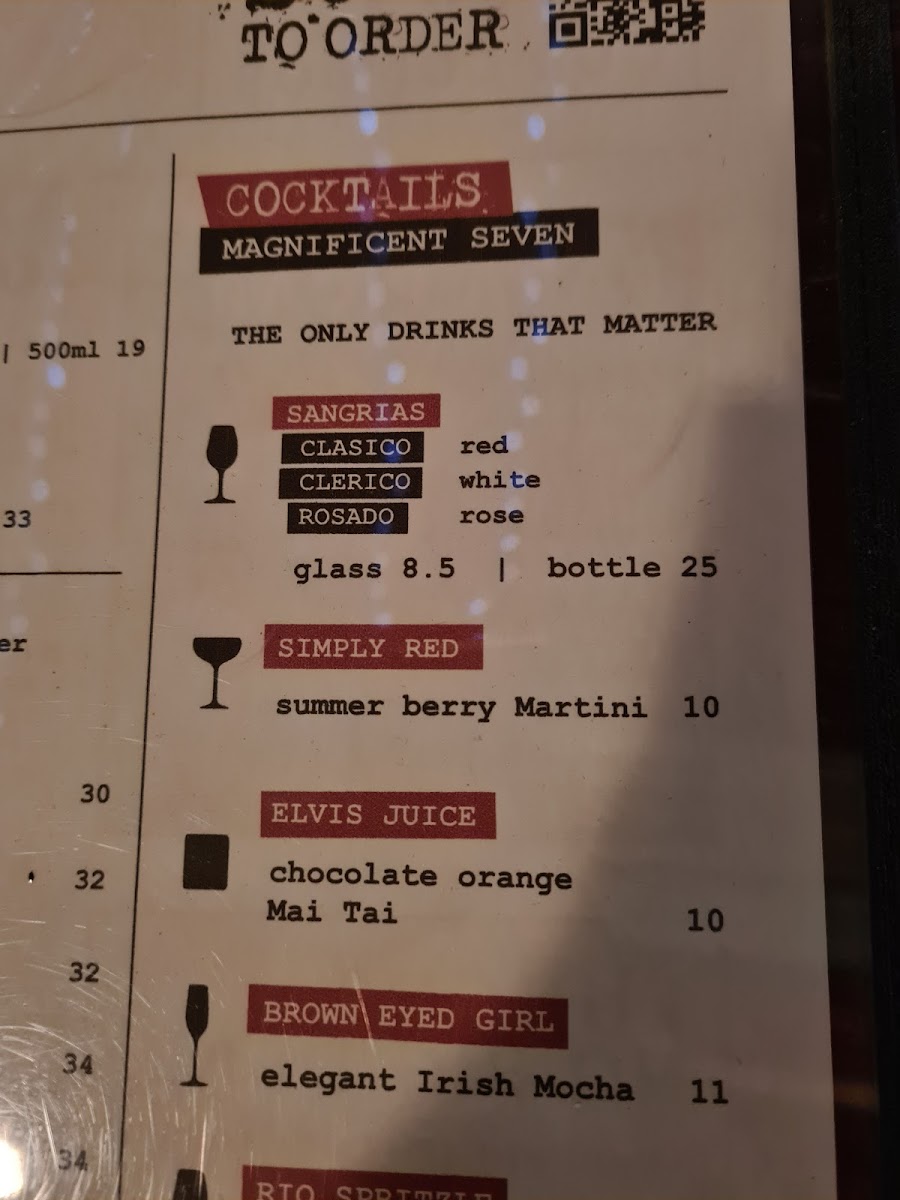 TO ORDER
| 500ml 19
33
er
30
32
32
34
34
COCKTAILS
MAGNIFICENT SEVEN
THE ONLY DRINKS THAT MATTER
SANGRIAS
CLASICO red
CLERICO white
ROSADO rose
glass 8.5 | bottle 25
SIMPLY RED
summer berry Martini 10
ELVIS JUICE
chocolate orange
Mai Tai 10
BROWN EYED GIRL
elegant Irish Mocha 11
RIO SPRITZLE